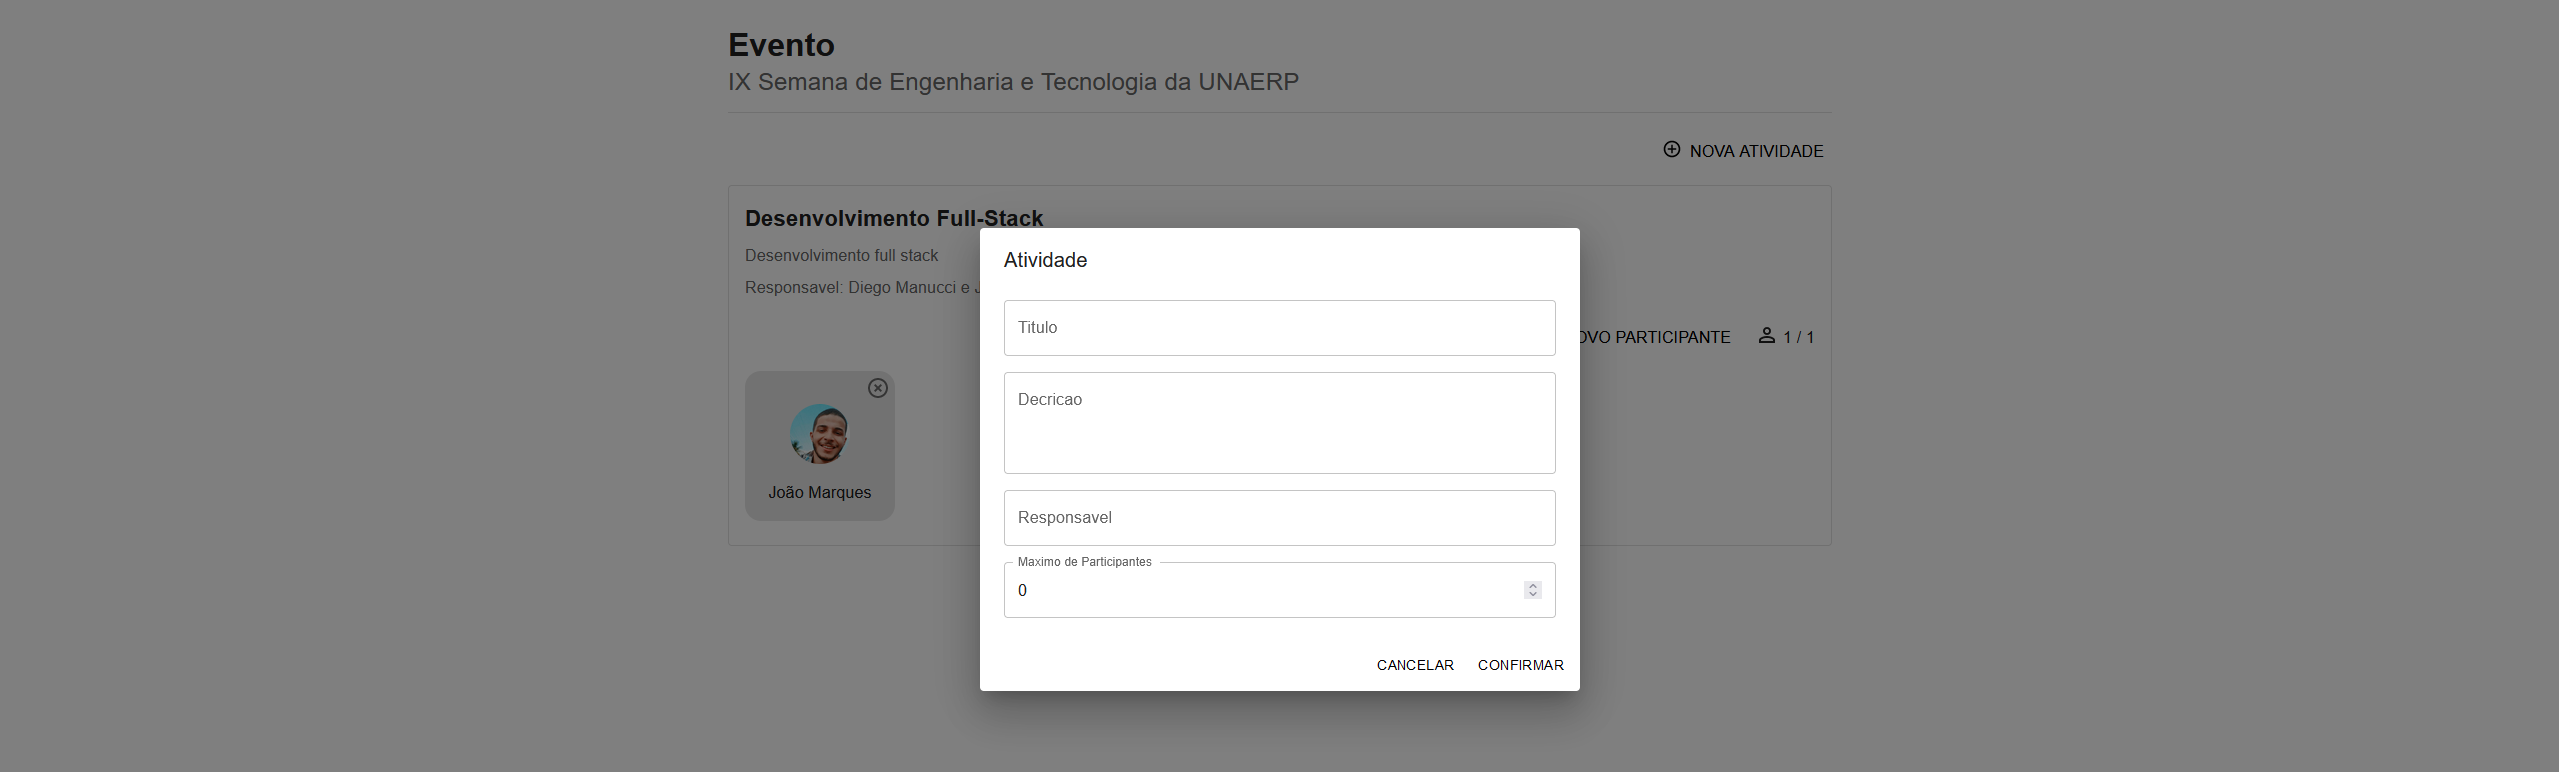 Evento
IX Semana de Engenharia e Tecnologia da UNAERP
NOVA ATIVIDADE
Desenvolvimento Full-Stack
Desenvolvimento full stack
Responsavel: Diego Manucci e
PARTICIPANTE
1 / 1
João Marques
Atividade
Titulo
Decricao
Responsavel
Maximo de Participantes
0
CANCELAR
CONFIRMAR